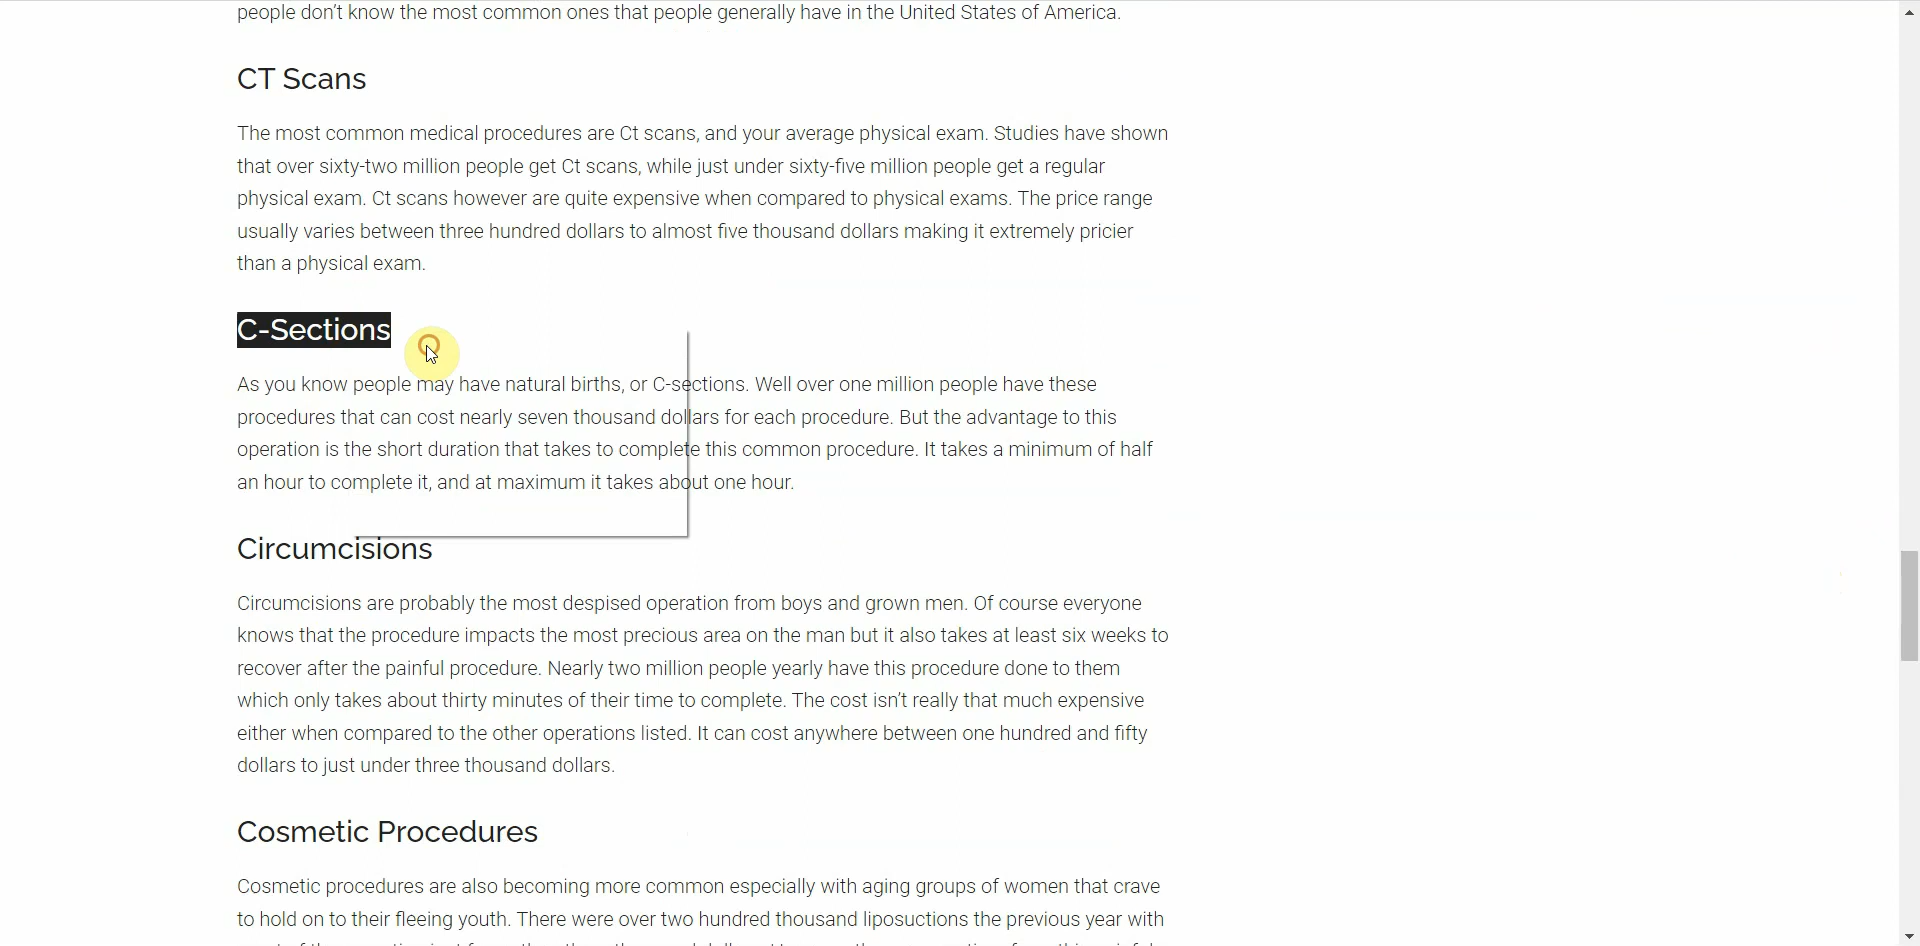 people don't know the most common ones that people generally have in the United States of America.
CT Scans
The most common medical procedures are Ct scans, and your average physical exam. Studies have shown
that over sixty-two million people get Ct scans, while just under sixty-five million people get a regular
physical exam. Ct scans however are quite expensive when compared to physical exams. The price range
usually varies between three hundred dollars to almost five thousand dollars making it extremely pricier
than a physical exam.
C-Sections
As you know people may have natural births, or C-sections. Well over one million people have these
procedures that can cost nearly seven thousand dollars for each procedure. But the advantage to this
operation is the short duration that takes to complete this common procedure. It takes a minimum of half
an hour to complete it, and at maximum it takes about one hour.
Circumcisions
Circumcisions are probably the most despised operation from boys and grown men. Of course everyone
knows that the procedure impacts the most precious area on the man but it also takes at least six weeks to
recover after the painful procedure. Nearly two million people yearly have this procedure done to them
which only takes about thirty minutes of their time to complete. The cost isn't really that much expensive
either when compared to the other operations listed. It can cost anywhere between one hundred and fifty
dollars to just under three thousand dollars.
Cosmetic Procedures
Cosmetic procedures are also becoming more common especially with aging groups of women that crave
to hold on to their fleeing youth. There were over two hundred thousand liposuctions the previous year with